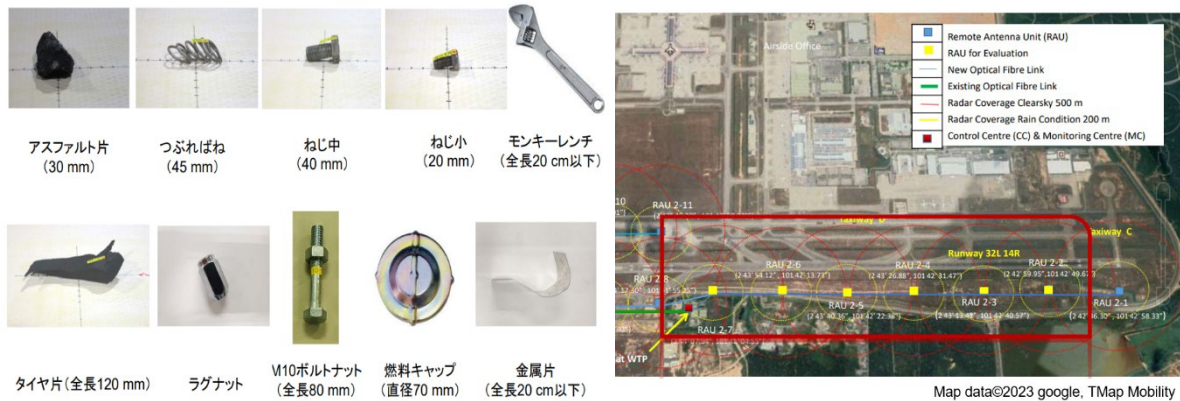 アスファルト片
(30 mm)
つぶればね
(45 mm)
ねじ中
(40 mm)
ねじ小
(20 mm)
モンキーレンチ
(全長20 cm以下)
タイヤ片(全長120 mm)
ラグナット
M10ボルトナット
(全長80 mm)
燃料キャップ
(直径70 mm)
金属片
(全長20 cm以下)
Airside Office
Remote Antenna Unit (RAU)
RAU for Evaluation
New Optical Fibre Link
Existing Optical Fibre Link
Radar Coverage Clearsky 500 m
Radar Coverage Rain Condition 200 m
Control Centre (CC) & Monitoring Centre (MC)
RAU 2-11
Taxiway D
Taxiway C
Runway 32L 14R
RAU 2-6
RAU 2-4
RAU 2-2
RAU 2-5
RAU 2-3
RAU 2-1
RAU 2-7
at WTP
Map data©2023 google, TMap Mobility